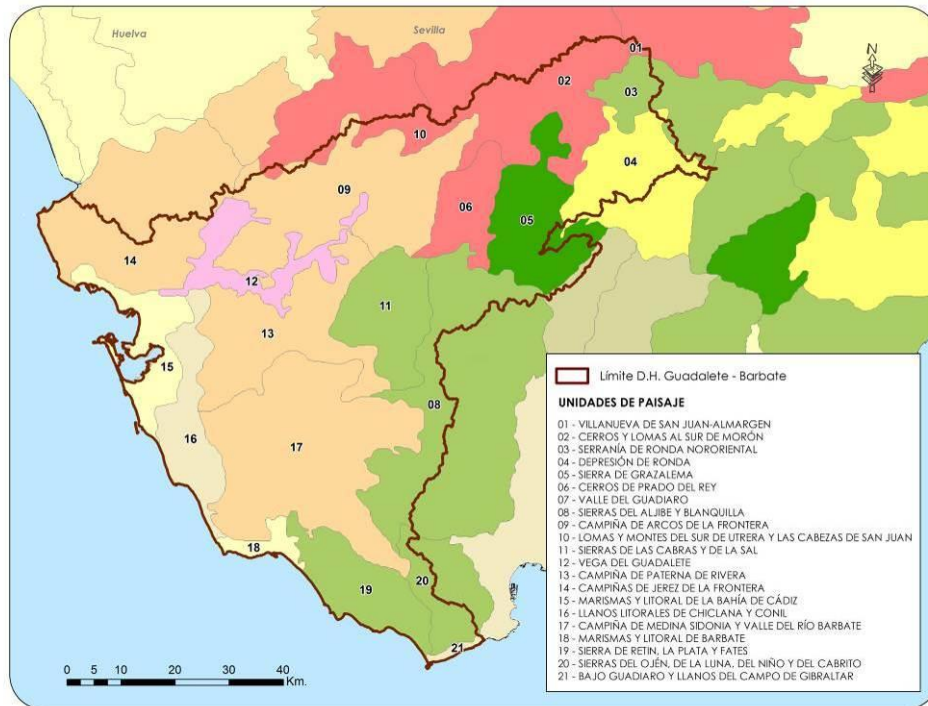 Huelva
Sevilla
N
01
02
03
10
04
09
06
05
14
12
11
13
15
08
16
17
18
19
20
21
0 5 10 20 30 40
Km.
Límite D.H. Guadalete - Barbate
UNIDADES DE PAISAJE
01 - VILLANUEVA DE SAN JUAN-ALMARGEN
02 - CERROS Y LOMAS AL SUR DE MORÓN
03 - SERRANÍA DE RONDA NORORIENTAL
04 - DEPRESIÓN DE RONDA
05 - SIERRA DE GRAZALEMA
06 - CERROS DE PRADO DEL REY
07 - VALLE DEL GUADIARO
08 - SIERRAS DEL ALJIBE Y BLANQUILLA
09 - CAMPIÑA DE ARCOS DE LA FRONTERA
10 - LOMAS Y MONTES DEL SUR DE UTRERA Y LAS CABEZAS DE SAN JUAN
11 - SIERRAS DE LAS CABRAS Y DE LA SAL
12 - VEGA DEL GUADALETE
13 - CAMPIÑA DE PATERNA DE RIVERA
14 - CAMPIÑAS DE JEREZ DE LA FRONTERA
15 - MARISMAS Y LITORAL DE LA BAHÍA DE CÁDIZ
16 - LLANOS LITORALES DE CHICLANA Y CONIL
17 - CAMPIÑA DE MEDINA SIDONIA Y VALLE DEL RÍO BARBATE
18 - MARISMAS Y LITORAL DE BARBATE
19 - SIERRA DE RETIN, LA PLATA Y FATES
20 - SIERRAS DEL OJÉN, DE LA LUNA, DEL NIÑO Y DEL CABRITO
21 - BAJO GUADIARO Y LLANOS DEL CAMPO DE GIBRALTAR